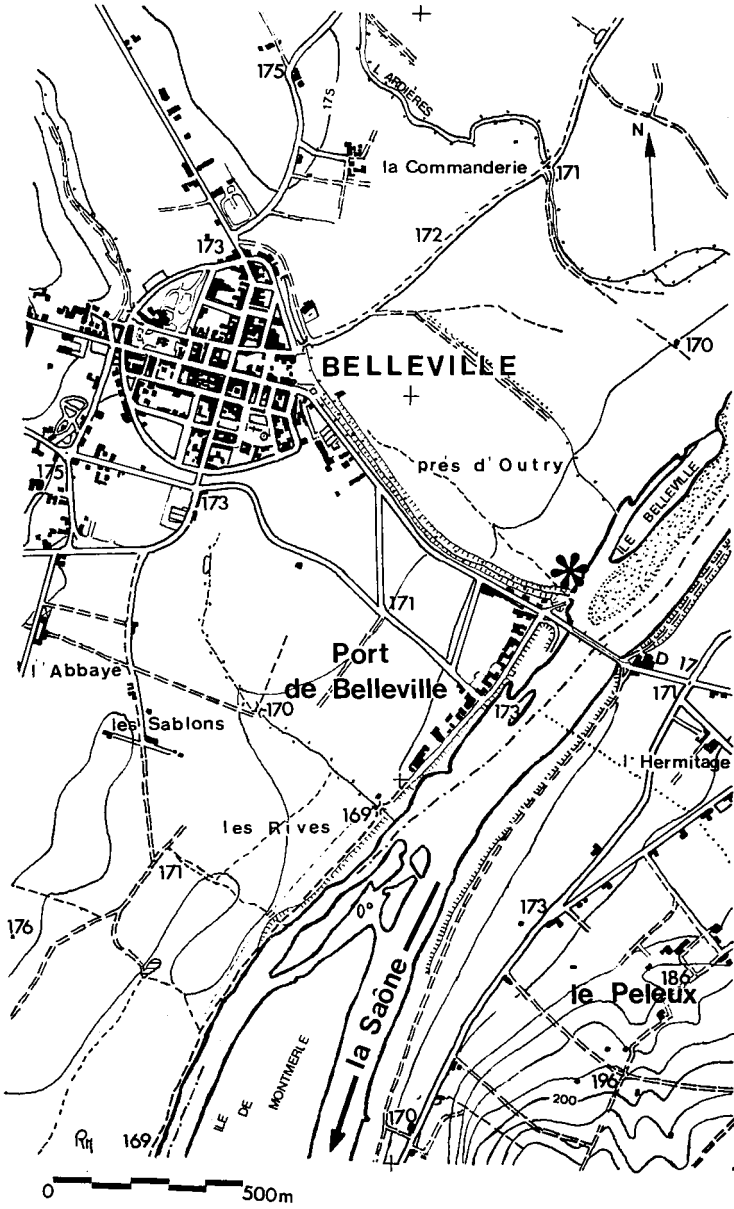 175
175
L'ARDIÈRES
N
la Commanderie
171
172
173
170
BELLEVILLE
près d'Outry
ILE BELLEVILLE
175
173
171
Port
de Belleville
D 17
171
l'Abbaye
170
173
les Sablons
l'Hermitage
169
les Rives
171
173
176
186
le Peleux
la Saône
196
200
ILE DE MONTMERLE
170
169
0
500m